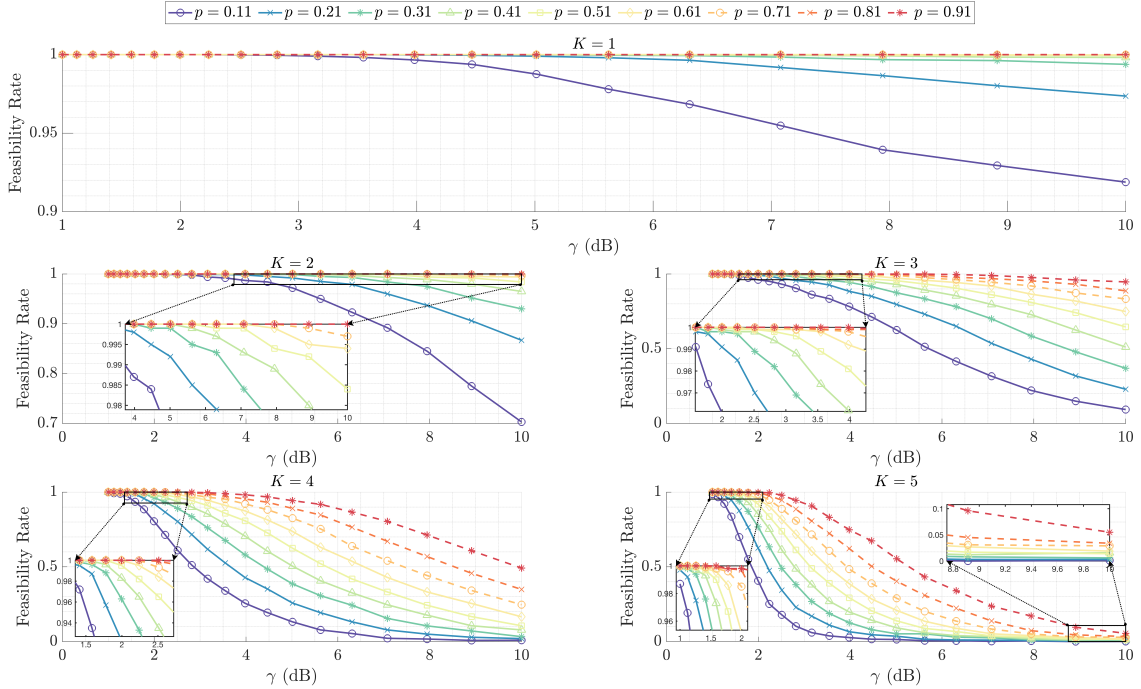 p = 0.11 p = 0.21 p = 0.31 p = 0.41 p = 0.51 p = 0.61 p = 0.71 p = 0.81 p = 0.91
K = 1
Feasibility Rate
1
0.95
0.9
1 2 3 4 5 6 7 8 9 10
γ (dB)
K = 2
Feasibility Rate
1
0.9
0.8
0.7
0 2 4 6 8 10
γ (dB)
1
0.995
0.99
0.985
0.98
4 5 6 7 8 9 10
K = 3
Feasibility Rate
1
0.5
0
0 2 4 6 8 10
γ (dB)
1
0.99
0.98
0.97
2 2.5 3 3.5 4
K = 4
Feasibility Rate
1
0.5
0
0 2 4 6 8 10
γ (dB)
1
0.98
0.96
0.94
1.5 2 2.5
K = 5
Feasibility Rate
1
0.5
0
0 2 4 6 8 10
γ (dB)
1
0.98
0.96
1 1.5 2
0.1
0.05
0
8.8 9 9.2 9.4 9.6 9.8 10